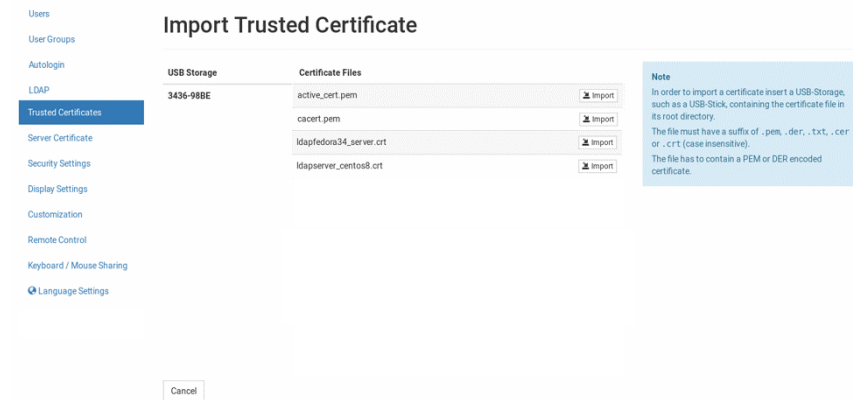 Users
User Groups
Autologin
LDAP
Trusted Certificates
Server Certificate
Security Settings
Display Settings
Customization
Remote Control
Keyboard / Mouse Sharing
Language Settings
Import Trusted Certificate
USB Storage Certificate Files
3436-98BE active_cert.pem Import
cacert.pem Import
ldapfedora34_server.crt Import
ldapserver_centos8.crt Import
Cancel
Note
In order to import a certificate insert a USB-Storage,
such as a USB-Stick, containing the certificate file in
its root directory.
The file must have a suffix of .pem, .der, .txt, .cer
or .crt (case insensitive).
The file has to contain a PEM or DER encoded
certificate.